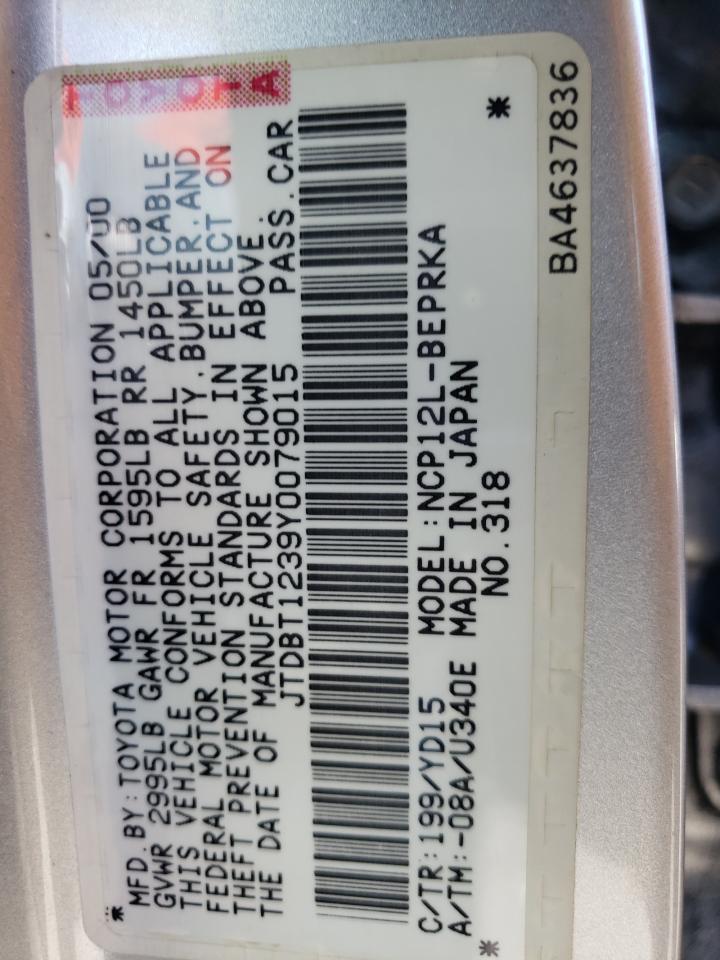 TOYOTA
MFD. BY: TOYOTA MOTOR CORPORATION 05/00
GVWR 2995LB GAWR FR 1595LB RR 1450LB
THIS VEHICLE CONFORMS TO ALL APPLICABLE
FEDERAL MOTOR VEHICLE SAFETY, BUMPER, AND
THEFT PREVENTION STANDARDS IN EFFECT ON
THE DATE OF MANUFACTURE SHOWN ABOVE.
JTDBT1239Y0079015 PASS. CAR
C/TR: 199/YD15 MODEL: NCP12L-BEPRKA
A/TM: -08A/U340E MADE IN JAPAN
NO. 318
BA4637836